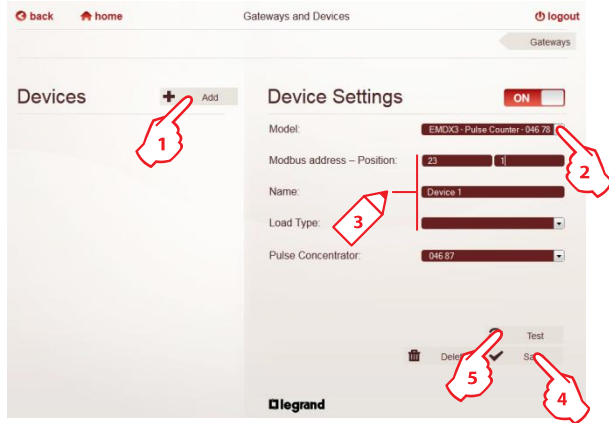 back home Gateways and Devices logout
Gateways
Devices Add
Device Settings ON
1
Model: EMDX3 - Pulse Counter - 046 78
2
Modbus address – Position: 23 1
Name: Device 1
3
Load Type:
Pulse Concentrator: 046 87
Test
5
4
legrand